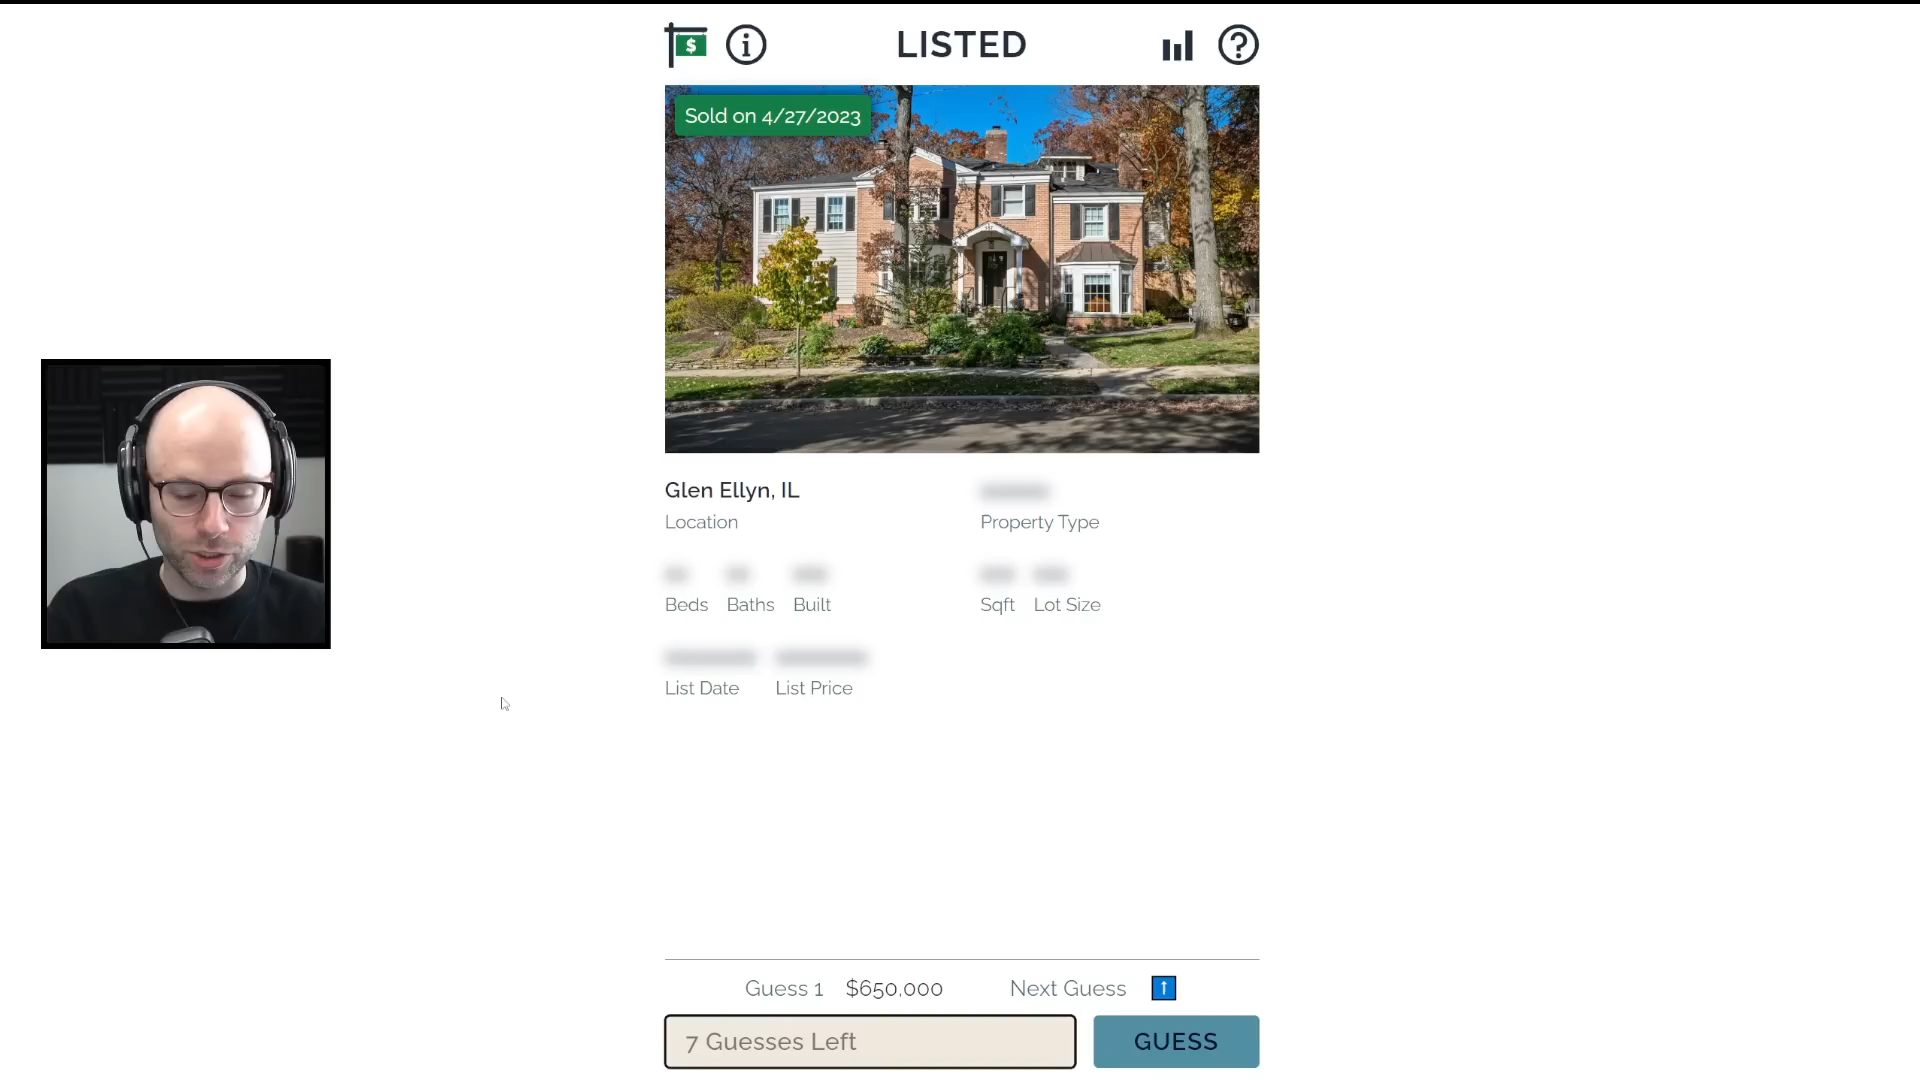 $
LISTED
Sold on 4/27/2023
Glen Ellyn, IL
Location
Property Type
Beds Baths Built
Sqft Lot Size
List Date List Price
Guess 1 $650,000 Next Guess ↑
7 Guesses Left
GUESS